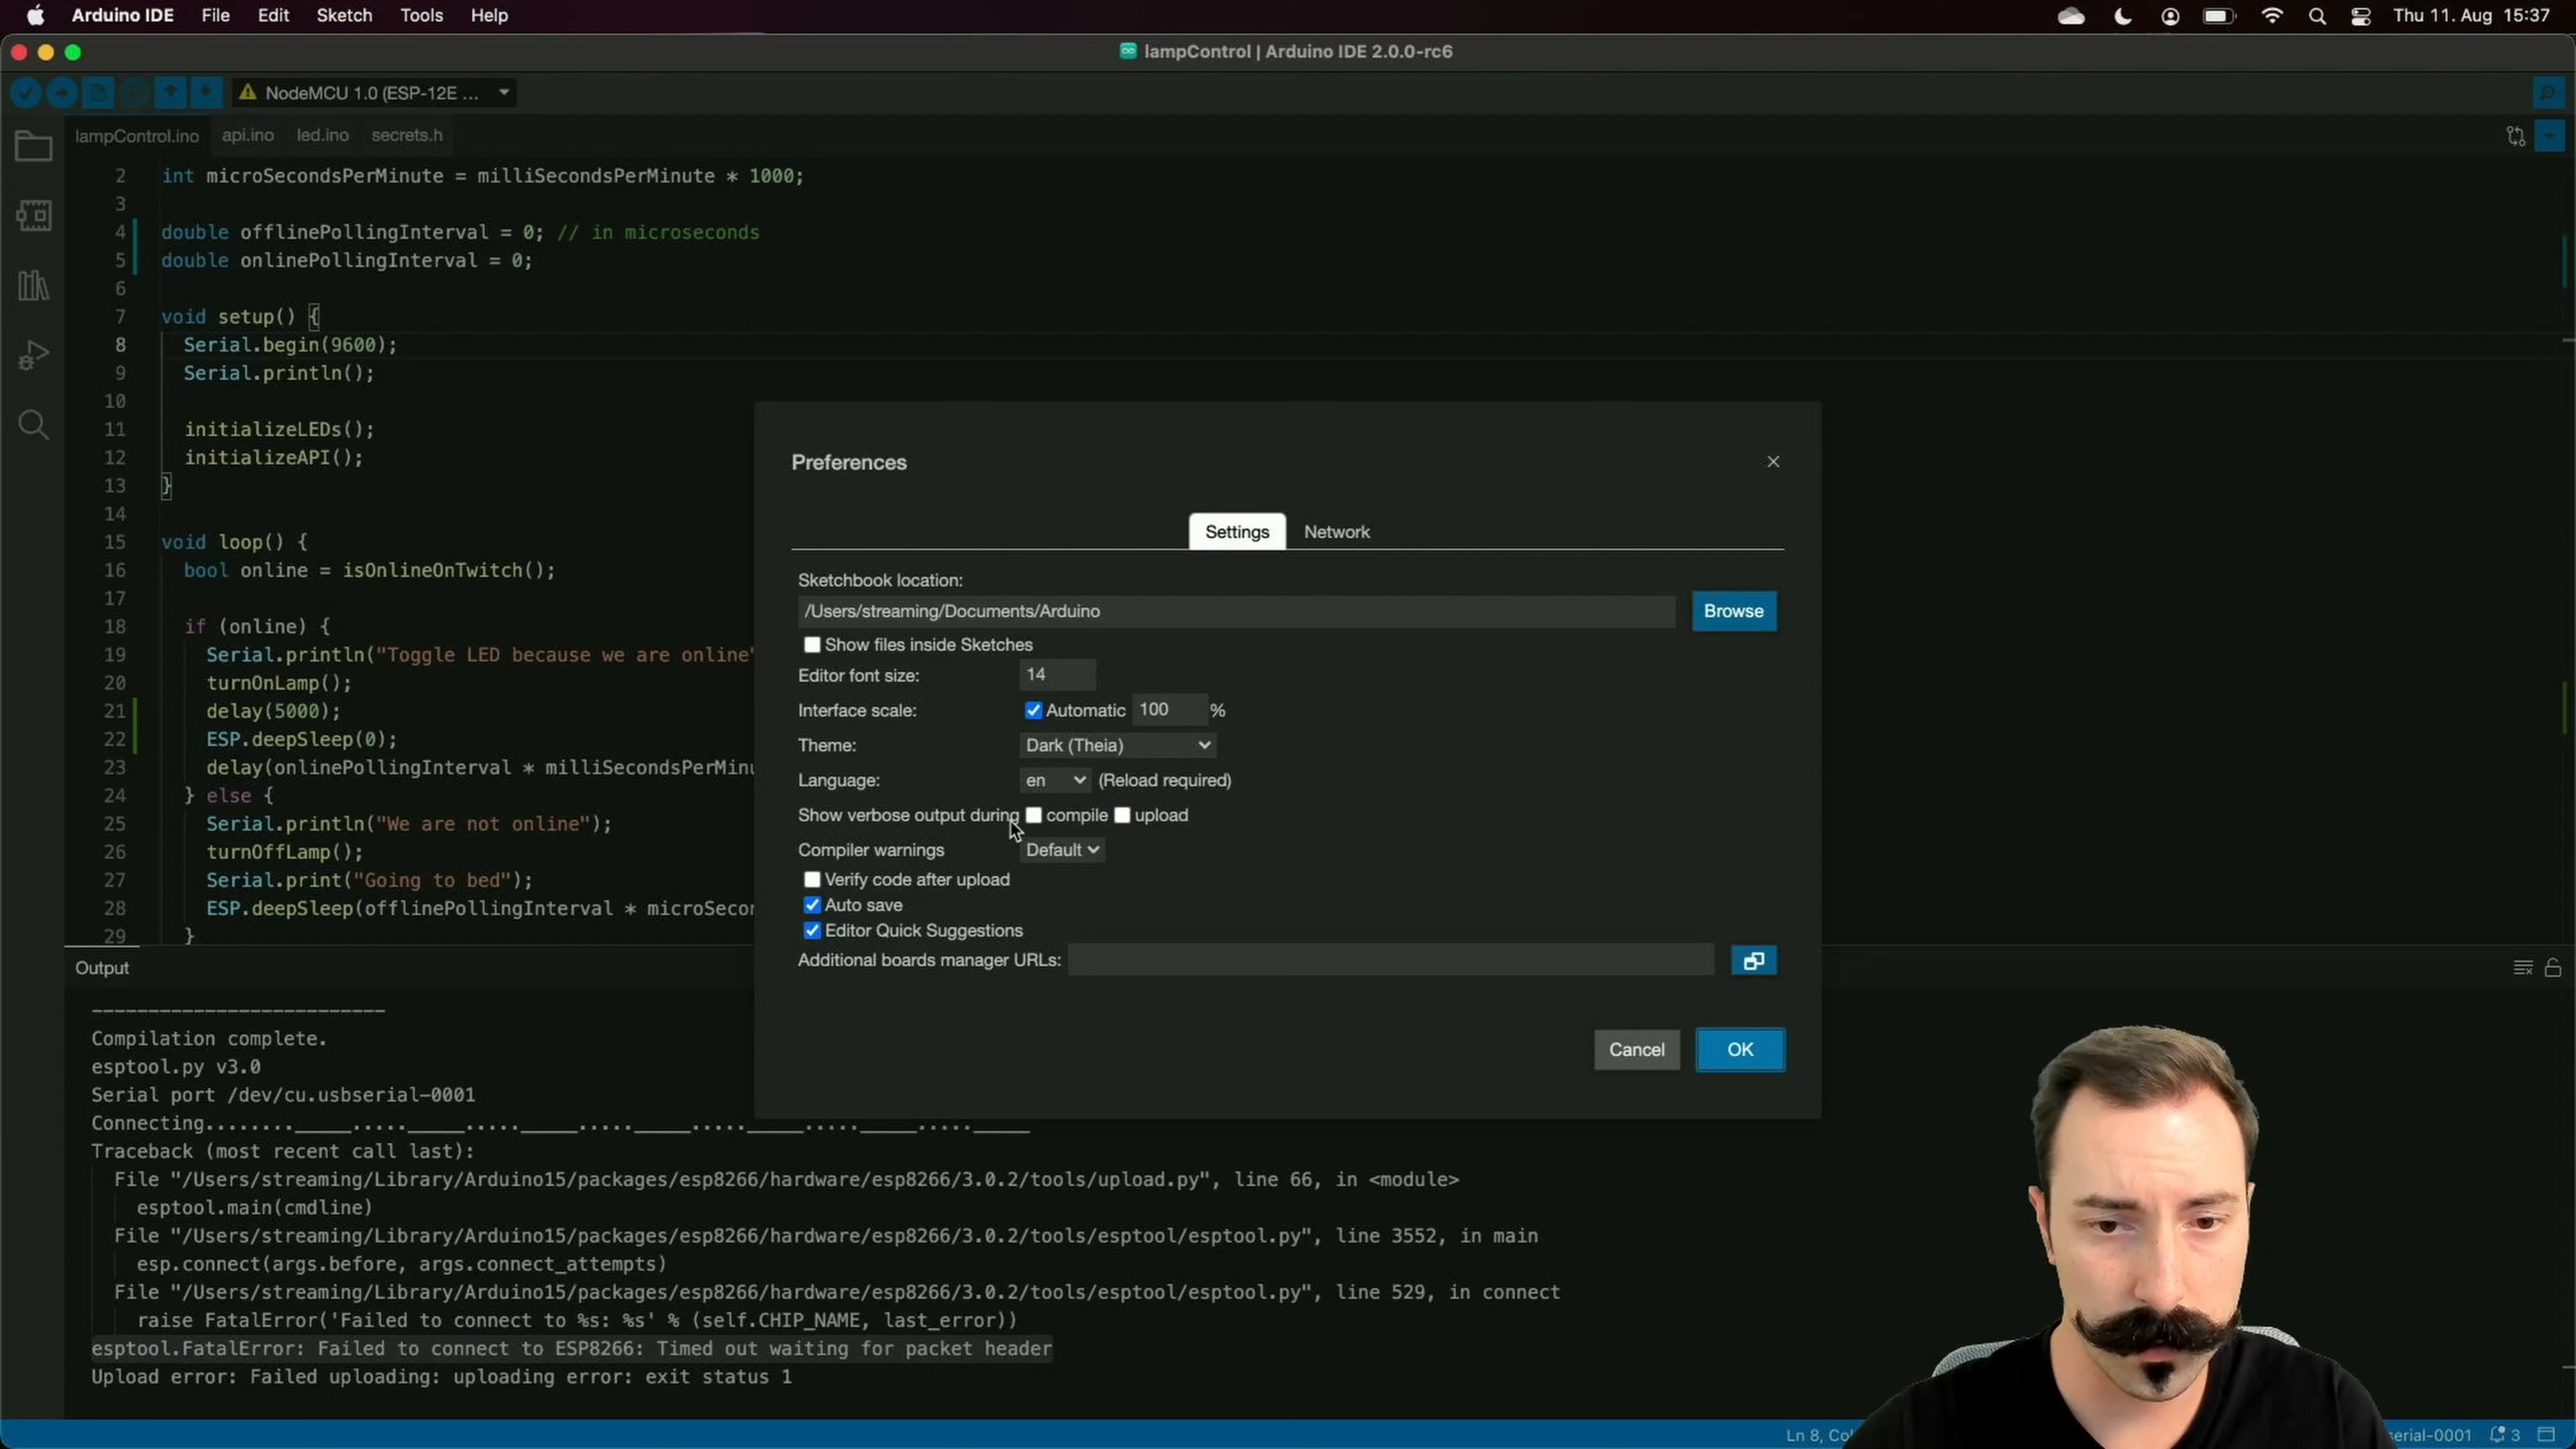 Arduino IDE File Edit Sketch Tools Help
Thu 11. Aug 15:37
lampControl | Arduino IDE 2.0.0-rc6
NodeMCU 1.0 (ESP-12E ...
lampControl.ino api.ino led.ino secrets.h
2 int microSecondsPerMinute = milliSecondsPerMinute * 1000;
3
4 double offlinePollingInterval = 0; // in microseconds
5 double onlinePollingInterval = 0;
6
7 void setup() {
8 Serial.begin(9600);
9 Serial.println();
10
11 initializeLEDs();
12 initializeAPI();
13 }
14
15 void loop() {
16 bool online = isOnlineOnTwitch();
17
18 if (online) {
19 Serial.println("Toggle LED because we are online"
20 turnOnLamp();
21 delay(5000);
22 ESP.deepSleep(0);
23 delay(onlinePollingInterval * milliSecondsPerMinu
24 } else {
25 Serial.println("We are not online");
26 turnOffLamp();
27 Serial.print("Going to bed");
28 ESP.deepSleep(offlinePollingInterval * microSecon
29 }
Preferences
Settings Network
Sketchbook location:
/Users/streaming/Documents/Arduino
Browse
Show files inside Sketches
Editor font size: 14
Interface scale: Automatic 100 %
Theme: Dark (Theia)
Language: en (Reload required)
Show verbose output during compile upload
Compiler warnings Default
Verify code after upload
Auto save
Editor Quick Suggestions
Additional boards manager URLs:
Cancel OK
Output
--------------------------
Compilation complete.
esptool.py v3.0
Serial port /dev/cu.usbserial-0001
Connecting........_____....._____....._____....._____....._____....._____....._____
Traceback (most recent call last):
File "/Users/streaming/Library/Arduino15/packages/esp8266/hardware/esp8266/3.0.2/tools/upload.py", line 66, in <module>
esptool.main(cmdline)
File "/Users/streaming/Library/Arduino15/packages/esp8266/hardware/esp8266/3.0.2/tools/esptool/esptool.py", line 3552, in main
esp.connect(args.before, args.connect_attempts)
File "/Users/streaming/Library/Arduino15/packages/esp8266/hardware/esp8266/3.0.2/tools/esptool/esptool.py", line 529, in connect
raise FatalError('Failed to connect to %s: %s' % (self.CHIP_NAME, last_error))
esptool.FatalError: Failed to connect to ESP8266: Timed out waiting for packet header
Upload error: Failed uploading: uploading error: exit status 1
Ln 8, Col
serial-0001 3